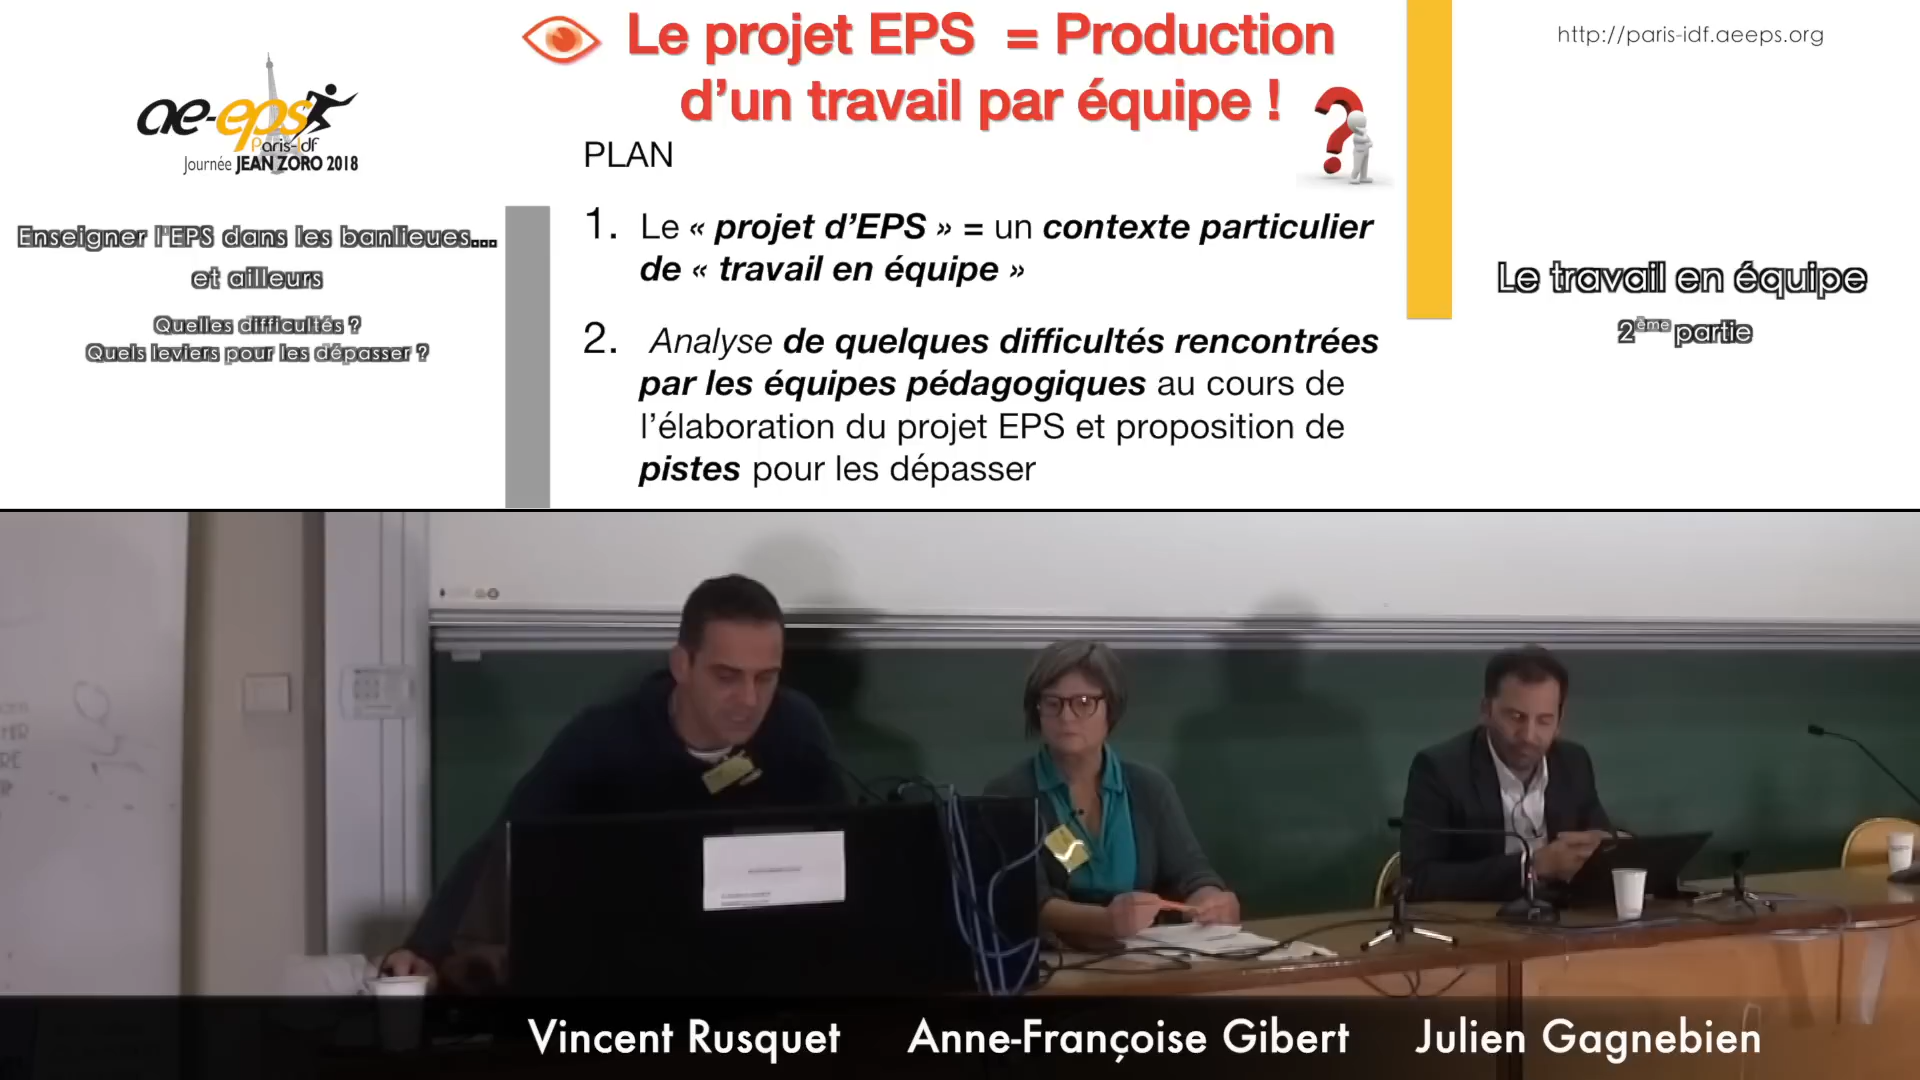 ae-eps
Paris-Idf
Journée JEAN ZORO 2018
Enseigner l'EPS dans les banlieues...
et ailleurs
Quelles difficultés ?
Quels leviers pour les dépasser ?
Le projet EPS = Production
d’un travail par équipe !
PLAN
1. Le « projet d’EPS » = un contexte particulier
de « travail en équipe »
2. Analyse de quelques difficultés rencontrées
par les équipes pédagogiques au cours de
l’élaboration du projet EPS et proposition de
pistes pour les dépasser
http://paris-idf.aeeps.org
Le travail en équipe
2ème partie
Vincent Rusquet Anne-Françoise Gibert Julien Gagnebien